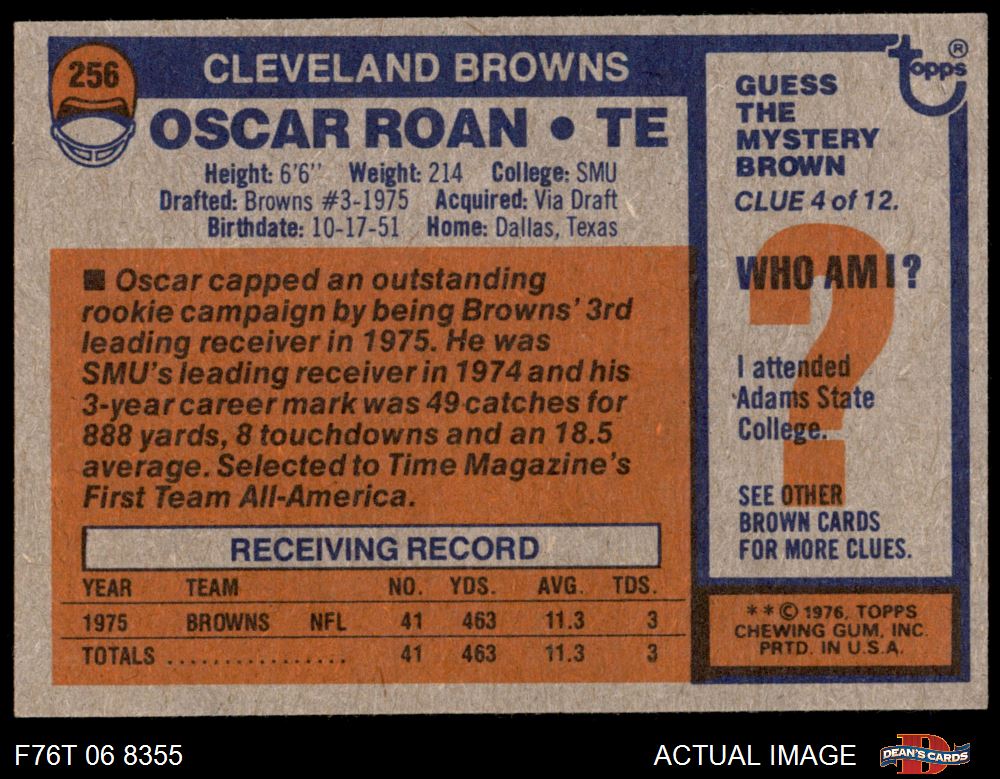 256
CLEVELAND BROWNS
OSCAR ROAN • TE
Height: 6'6'' Weight: 214 College: SMU
Drafted: Browns #3-1975 Acquired: Via Draft
Birthdate: 10-17-51 Home: Dallas, Texas
■ Oscar capped an outstanding
rookie campaign by being Browns' 3rd
leading receiver in 1975. He was
SMU's leading receiver in 1974 and his
3-year career mark was 49 catches for
888 yards, 8 touchdowns and an 18.5
average. Selected to Time Magazine's
First Team All-America.
RECEIVING RECORD
YEAR TEAM NO. YDS. AVG. TDS.
1975 BROWNS NFL 41 463 11.3 3
TOTALS ................ 41 463 11.3 3
topps ®
GUESS
THE
MYSTERY
BROWN
CLUE 4 of 12.
?
WHO AM I?
I attended
Adams State
College.
SEE OTHER
BROWN CARDS
FOR MORE CLUES.
** © 1976, TOPPS
CHEWING GUM, INC.
PRTD. IN U.S.A.
F76T 06 8355
ACTUAL IMAGE
DEAN'S CARDS